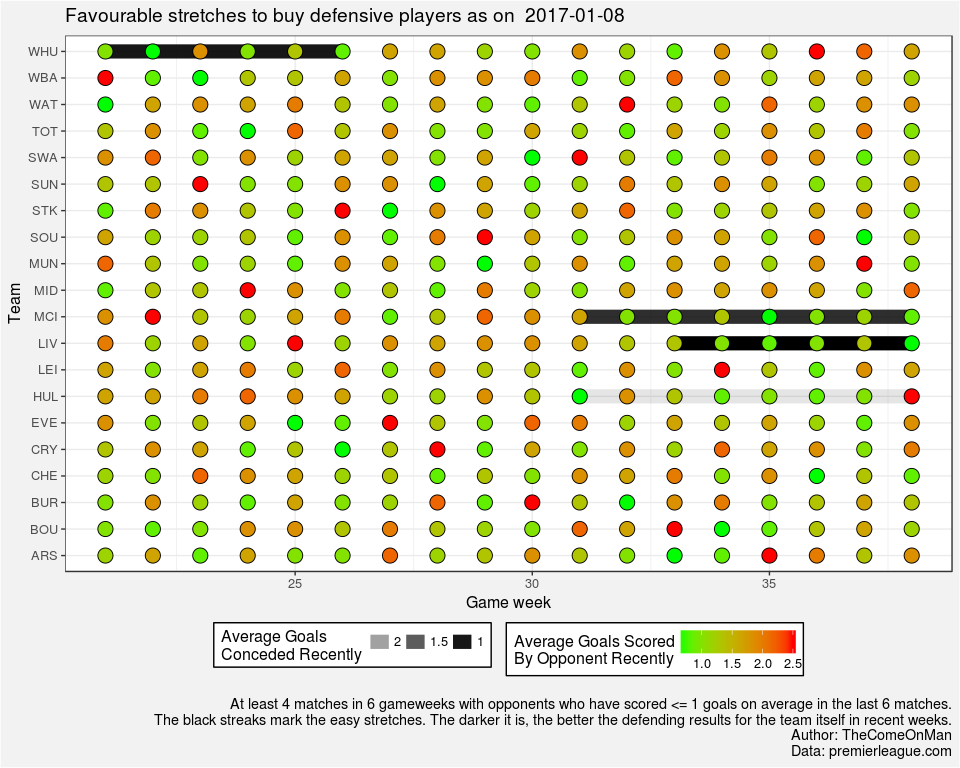 Favourable stretches to buy defensive players as on 2017-01-08
Team
WHU
WBA
WAT
TOT
SWA
SUN
STK
SOU
MUN
MID
MCI
LIV
LEI
HUL
EVE
CRY
CHE
BUR
BOU
ARS
25 30 35
Game week
Average Goals
Conceded Recently
2 1.5 1
Average Goals Scored
By Opponent Recently
1.0 1.5 2.0 2.5
At least 4 matches in 6 gameweeks with opponents who have scored <= 1 goals on average in the last 6 matches.
The black streaks mark the easy stretches. The darker it is, the better the defending results for the team itself in recent weeks.
Author: TheComeOnMan
Data: premierleague.com